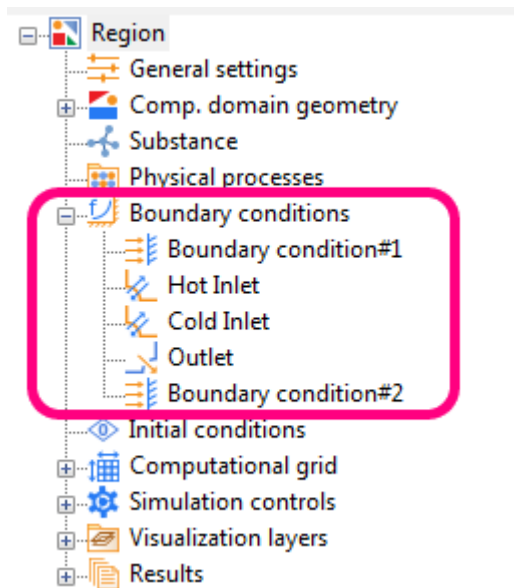 Region
General settings
Comp. domain geometry
Substance
Physical processes
Boundary conditions
Boundary condition#1
Hot Inlet
Cold Inlet
Outlet
Boundary condition#2
Initial conditions
Computational grid
Simulation controls
Visualization layers
Results